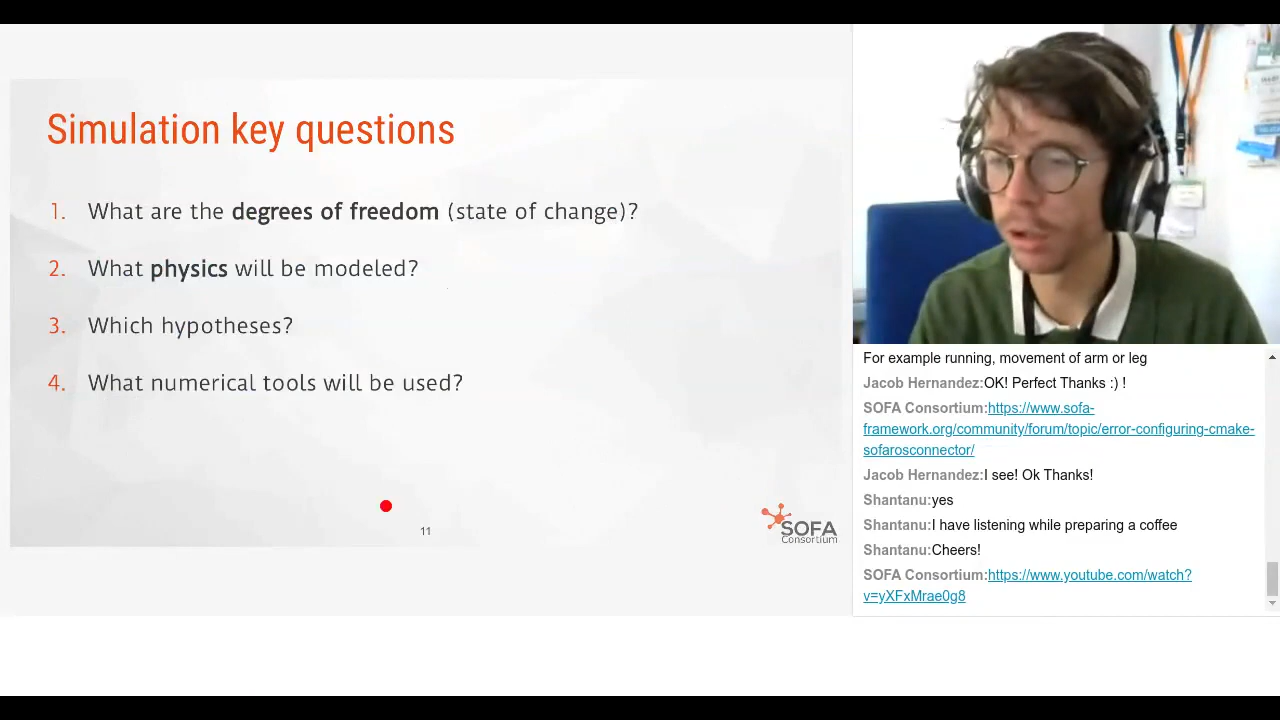 Simulation key questions
1. What are the degrees of freedom (state of change)?
2. What physics will be modeled?
3. Which hypotheses?
4. What numerical tools will be used?
11
SOFA
Consortium
For example running, movement of arm or leg
Jacob Hernandez:OK! Perfect Thanks :) !
SOFA Consortium:https://www.sofa-
framework.org/community/forum/topic/error-configuring-cmake-
sofarosconnector/
Jacob Hernandez:I see! Ok Thanks!
Shantanu:yes
Shantanu:I have listening while preparing a coffee
Shantanu:Cheers!
SOFA Consortium:https://www.youtube.com/watch?
v=yXFxMrae0g8